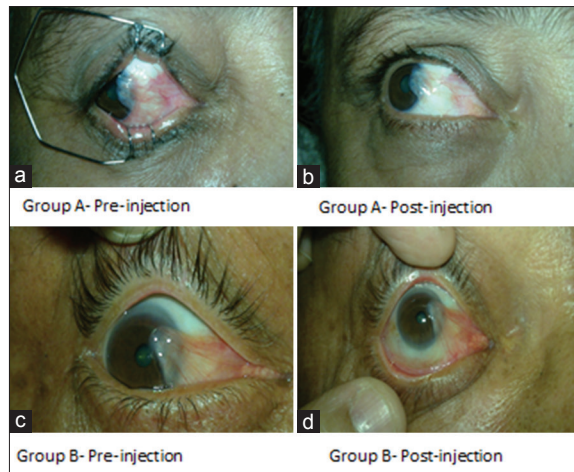 a
b
Group A- Pre-injection
Group A- Post-injection
c
d
Group B- Pre-injection
Group B- Post-injection